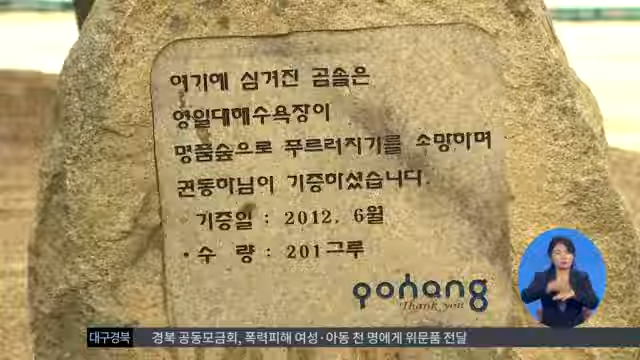 여기에 심겨진 곰솔은
영일대해수욕장이
명품숲으로 푸르러지기를 소망하며
권동하님이 기증하셨습니다.
· 기증일 : 2012. 6월
· 수 량 : 201그루
pohang
Thank you
대구경북 경북 공동모금회, 폭력피해 여성·아동 천 명에게 위문품 전달